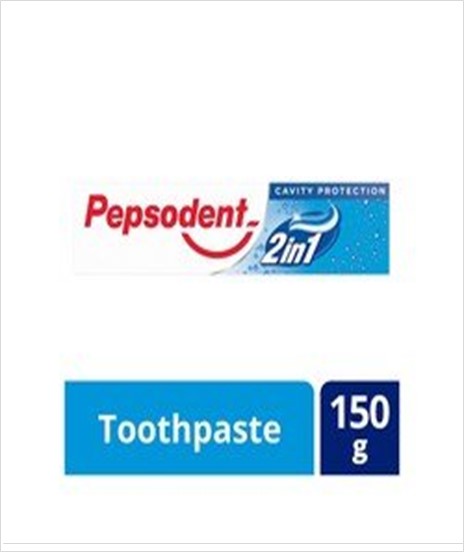 CAVITY PROTECTION
Pepsodent
2in1
Toothpaste
150
g